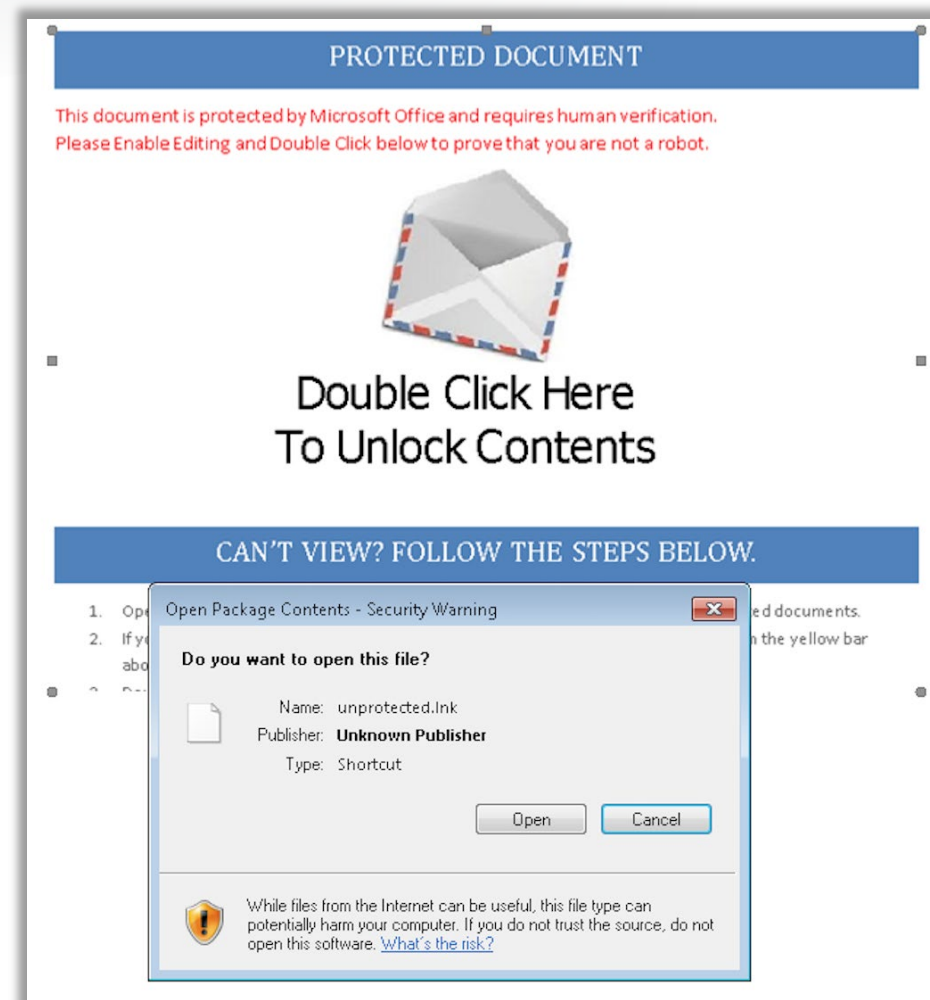 PROTECTED DOCUMENT
This document is protected by Microsoft Office and requires human verification.
Please Enable Editing and Double Click below to prove that you are not a robot.
Double Click Here
To Unlock Contents
CAN'T VIEW? FOLLOW THE STEPS BELOW.
1. documents.
2. the yellow bar
Open Package Contents - Security Warning
Do you want to open this file?
Name: unprotected.lnk
Publisher: Unknown Publisher
Type: Shortcut
Open Cancel
While files from the Internet can be useful, this file type can
potentially harm your computer. If you do not trust the source, do not
open this software. What's the risk?